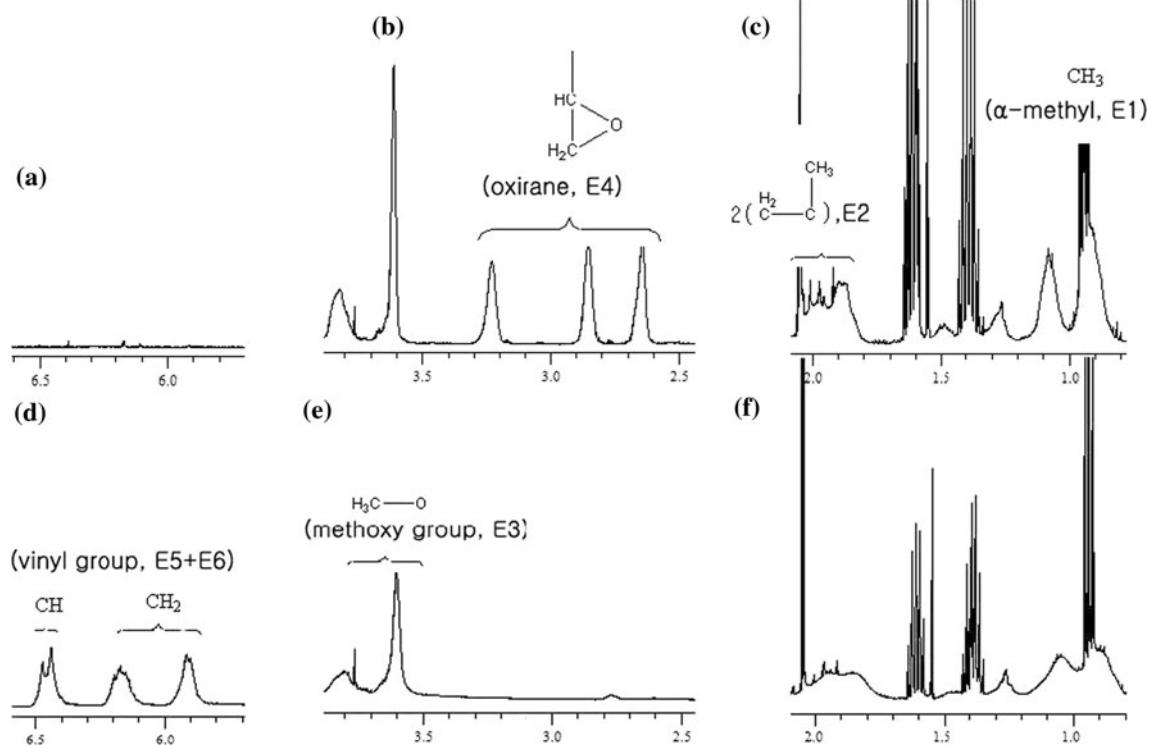 (a)
6.5 6.0
(b)
HC
O
H₂C
(oxirane, E4)
3.5 3.0 2.5
(c)
CH₃
(α-methyl, E1)
CH₃
2(C H₂ C),E2
2.0 1.5 1.0
(d)
(vinyl group, E5+E6)
CH CH₂
6.5 6.0
(e)
H₃C O
(methoxy group, E3)
3.5 3.0 2.5
(f)
2.0 1.5 1.0